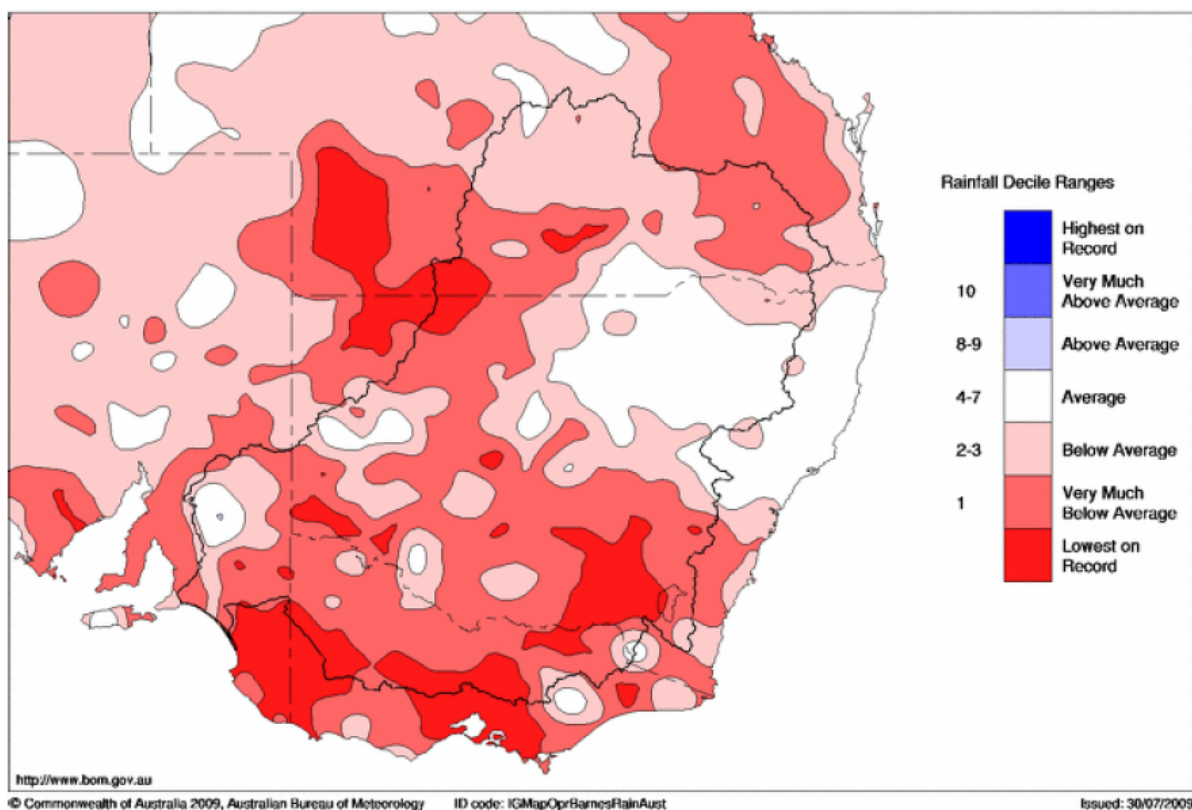 Rainfall Decile Ranges
Highest on
Record
10
Very Much
Above Average
8-9
Above Average
4-7
Average
2-3
Below Average
1
Very Much
Below Average
Lowest on
Record
http://www.bom.gov.au
© Commonwealth of Australia 2009, Australian Bureau of Meteorology
ID code: IGMapOprBarnesRainAust
Issued: 30/07/2009